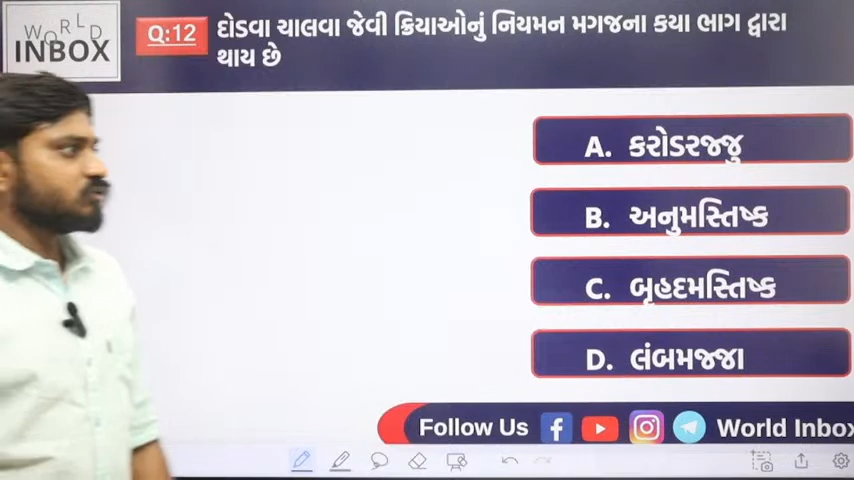 WORLD
INBOX
Q:12
દોડવા ચાલવા જેવી ક્રિયાઓનું નિયમન મગજના કયા ભાગ દ્વારા
થાય છે
A. કરોડરજ્જુ
B. અનુમસ્તિષ્ક
C. બૃહદમસ્તિષ્ક
D. લંબમજ્જા
Follow Us World Inbox